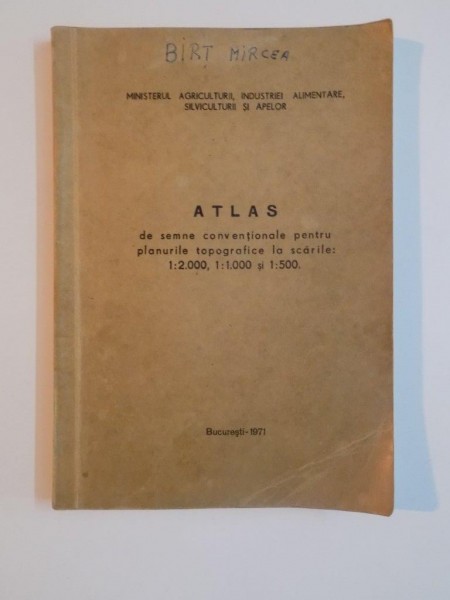 BIRT MIRCEA
MINISTERUL AGRICULTURII, INDUSTRIEI ALIMENTARE,
SILVICULTURII ȘI APELOR
ATLAS
de semne convenționale pentru
planurile topografice la scările:
1:2.000, 1:1.000 și 1:500.
București-1971